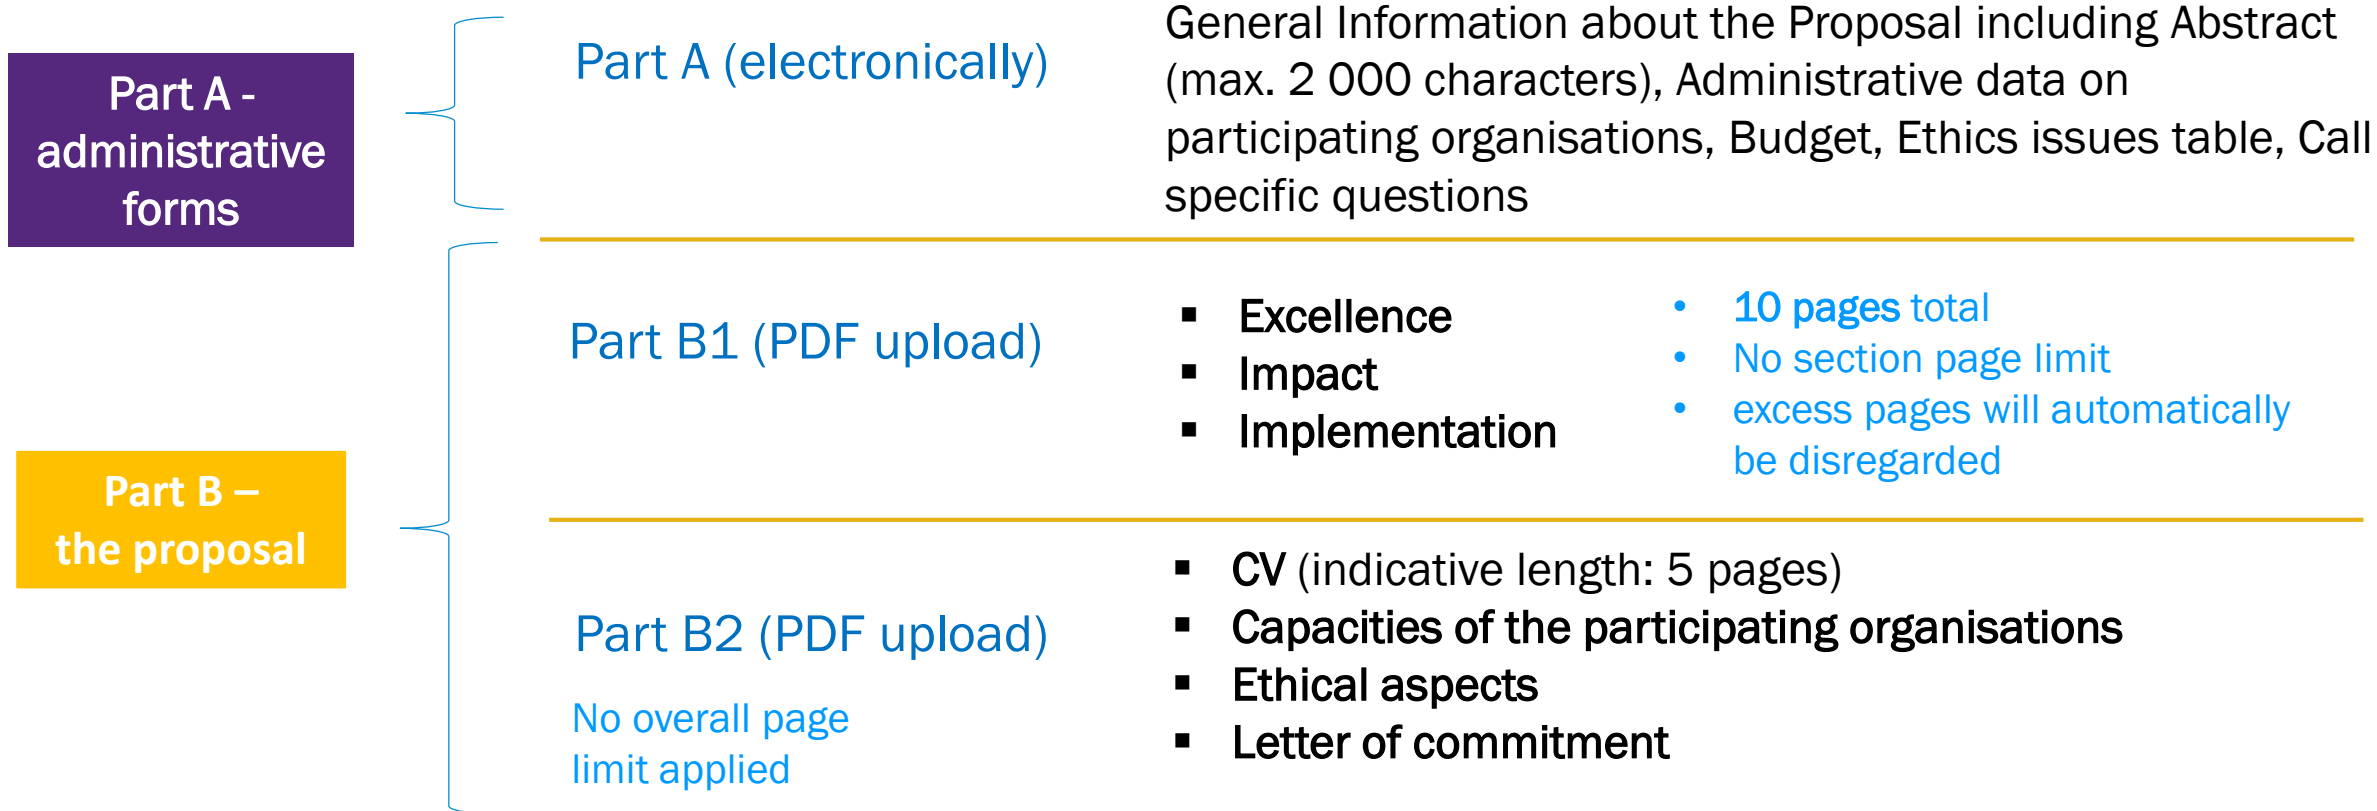 Part A -
administrative
forms
Part A (electronically)
General Information about the Proposal including Abstract
(max. 2 000 characters), Administrative data on
participating organisations, Budget, Ethics issues table, Call
specific questions
Part B –
the proposal
Part B1 (PDF upload)
▪ Excellence
▪ Impact
▪ Implementation
• 10 pages total
• No section page limit
• excess pages will automatically
be disregarded
Part B2 (PDF upload)
No overall page
limit applied
▪ CV (indicative length: 5 pages)
▪ Capacities of the participating organisations
▪ Ethical aspects
▪ Letter of commitment